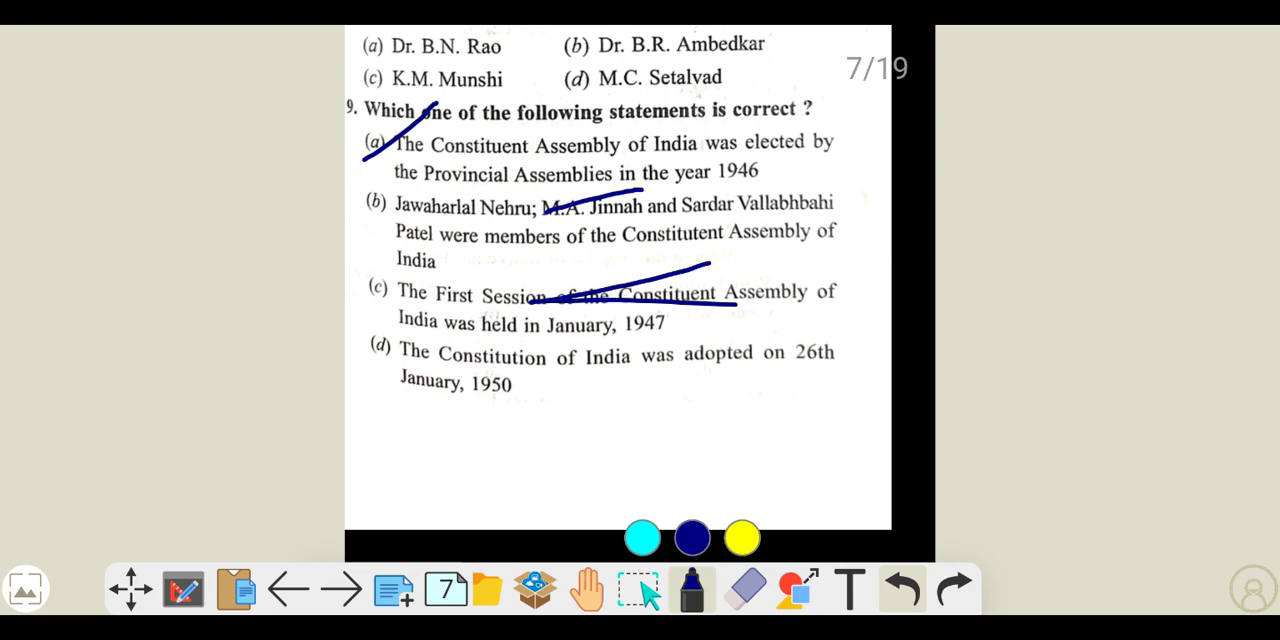 (a) Dr. B.N. Rao (b) Dr. B.R. Ambedkar
(c) K.M. Munshi (d) M.C. Setalvad
7/19
9. Which one of the following statements is correct ?
(a) The Constituent Assembly of India was elected by
the Provincial Assemblies in the year 1946
(b) Jawaharlal Nehru; M.A. Jinnah and Sardar Vallabhbahi
Patel were members of the Constitutent Assembly of
India
(c) The First Session of the Constituent Assembly of
India was held in January, 1947
(d) The Constitution of India was adopted on 26th
January, 1950
7
T